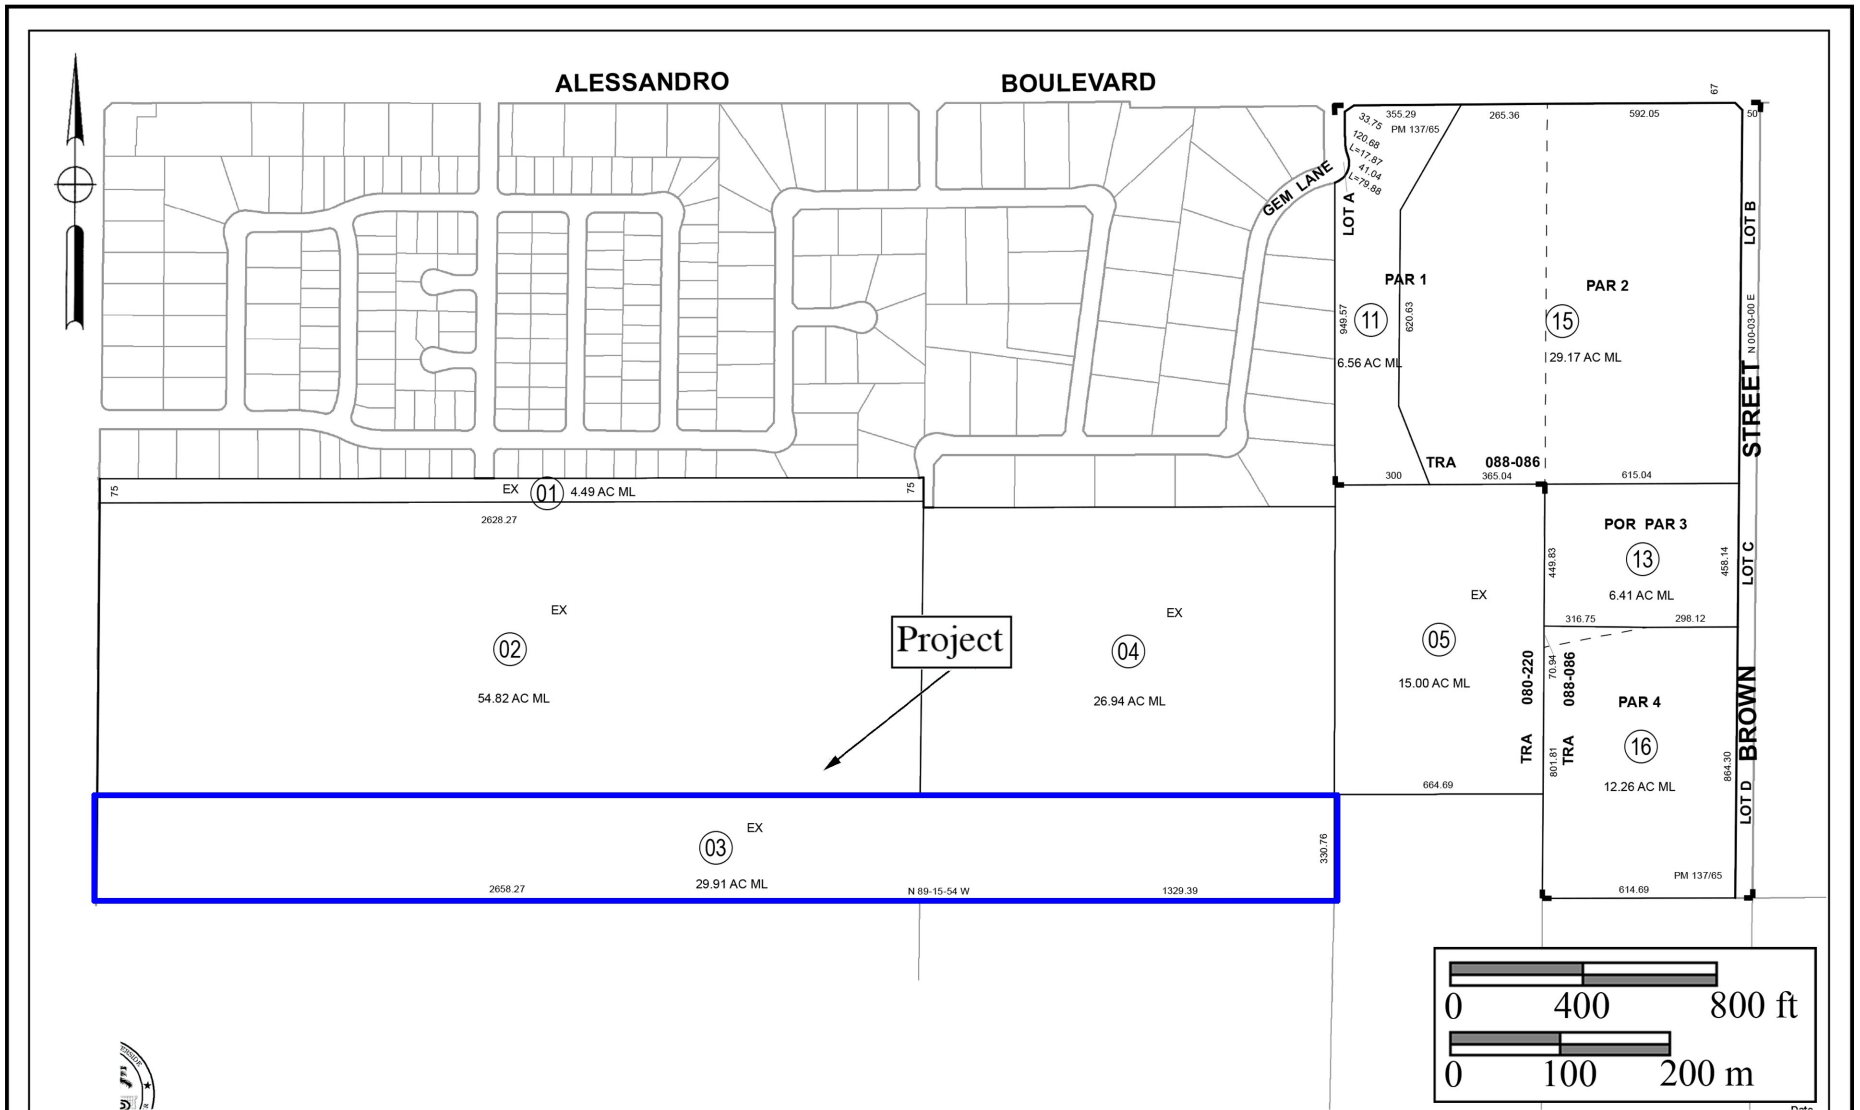 ALESSANDRO BOULEVARD
67
355.29
265.36
592.05
50
PM 137/65
33.75
120.68
L=17.87
41.04
L=79.88
GEM LANE
LOT A
LOT B
PAR 1
PAR 2
N 00-03-00 E
11
15
949.57
620.63
6.56 AC ML
29.17 AC ML
STREET
TRA 088-086
300
365.04
615.04
75
EX
01
4.49 AC ML
75
2628.27
POR PAR 3
13
449.83
458.14
LOT C
6.41 AC ML
EX
EX
EX
316.75
298.12
02
Project
04
05
54.82 AC ML
26.94 AC ML
15.00 AC ML
TRA 080-220
70.94
TRA 088-086
PAR 4
16
BROWN
801.81
864.30
12.26 AC ML
664.69
LOT D
EX
03
330.76
29.91 AC ML
2658.27
N 89-15-54 W
1329.39
PM 137/65
614.69
0 400 800 ft
0 100 200 m